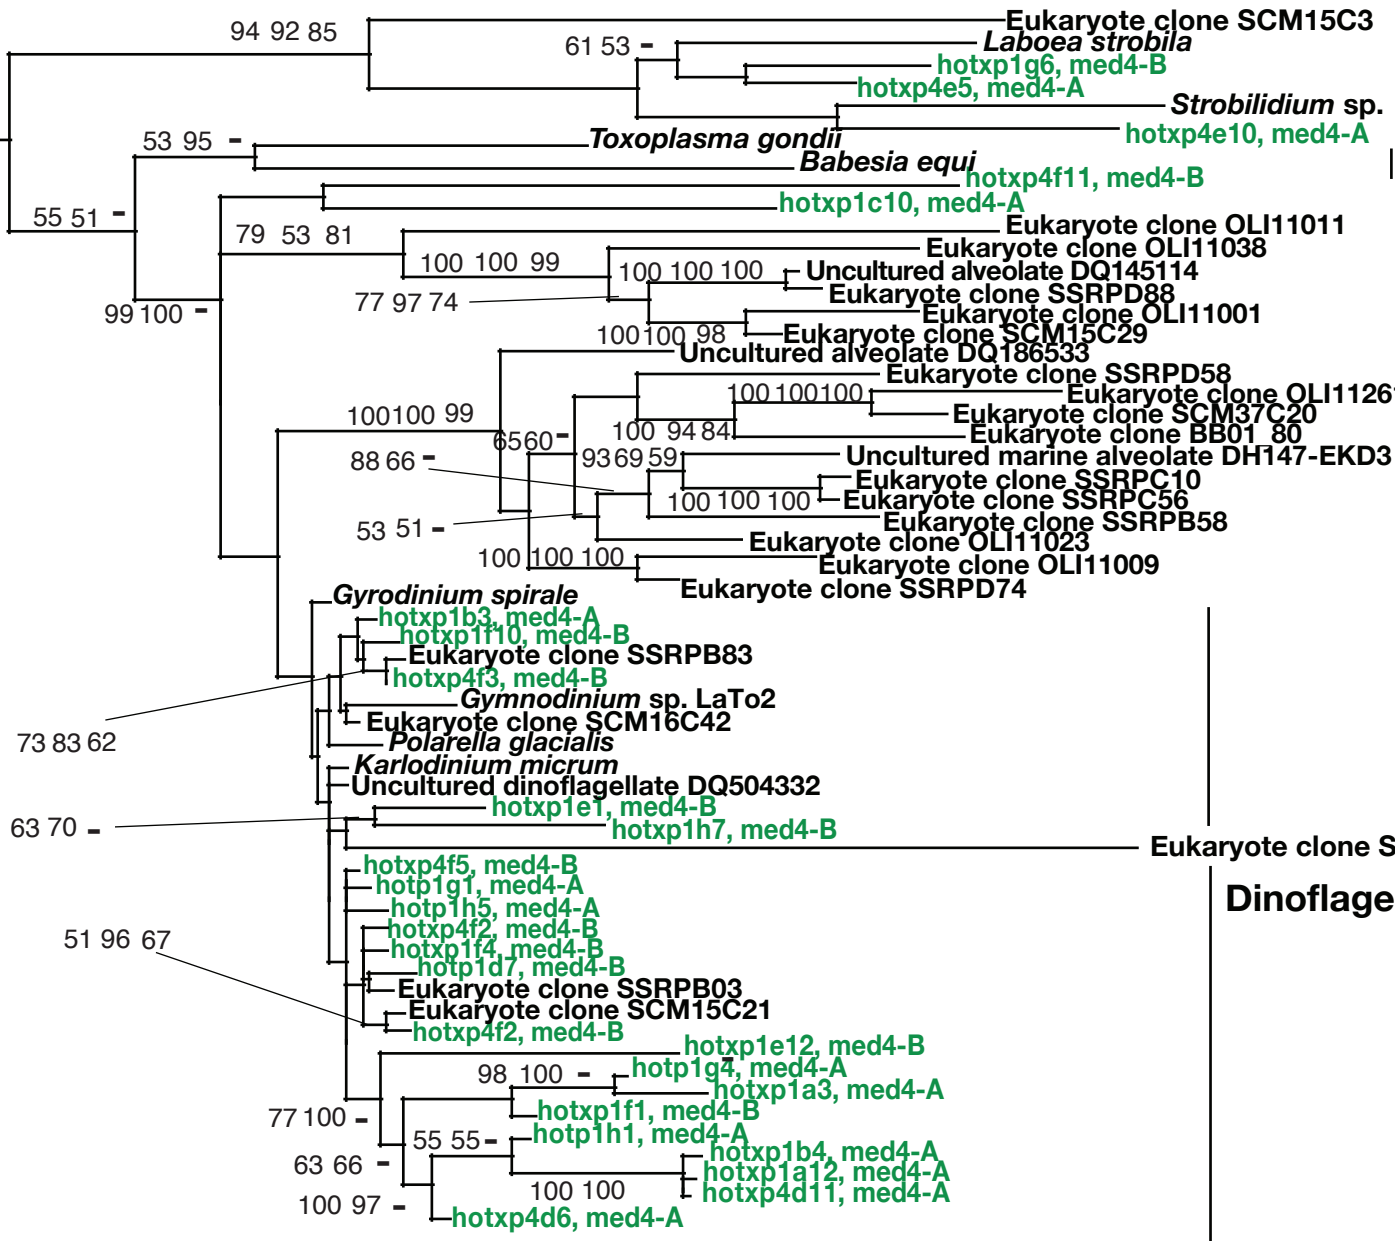 94 92 85
Eukaryote clone SCM15C3
61 53 -
Laboea strobila
hotxp1g6, med4-B
hotxp4e5, med4-A
Strobilidium sp.
hotxp4e10, med4-A
53 95 -
Toxoplasma gondii
Babesia equi
hotxp4f11, med4-B
hotxp1c10, med4-A
55 51 -
79 53 81
Eukaryote clone OLI11011
Eukaryote clone OLI11038
100 100 99
100 100 100
Uncultured alveolate DQ145114
Eukaryote clone SSRPD88
77 97 74
99 100 -
Eukaryote clone OLI11001
100 100 98
Eukaryote clone SCM15C29
Uncultured alveolate DQ186533
Eukaryote clone SSRPD58
100 100 100
Eukaryote clone OLI11261
100 100 99
Eukaryote clone SCM37C20
100 94 84
Eukaryote clone BB01_80
65 60 -
88 66 -
93 69 59
Uncultured marine alveolate DH147-EKD3
Eukaryote clone SSRPC10
100 100 100
Eukaryote clone SSRPC56
53 51 -
Eukaryote clone SSRPB58
Eukaryote clone OLI11023
100 100 100
Eukaryote clone OLI11009
Eukaryote clone SSRPD74
Gyrodinium spirale
hotxp1b3, med4-A
hotxp1f10, med4-B
Eukaryote clone SSRPB83
hotxp4f3, med4-B
Gymnodinium sp. LaTo2
Eukaryote clone SCM16C42
73 83 62
Polarella glacialis
Karlodinium micrum
Uncultured dinoflagellate DQ504332
hotxp1e1, med4-B
63 70 -
hotxp1h7, med4-B
Eukaryote clone S
hotxp4f5, med4-B
hotp1g1, med4-A
Dinoflage
hotp1h5, med4-A
hotxp4f2, med4-B
51 96 67
hotxp1f4, med4-B
hotp1d7, med4-B
Eukaryote clone SSRPB03
Eukaryote clone SCM15C21
hotxp4f2, med4-B
hotxp1e12, med4-B
-
98 100 -
hotp1g4, med4-A
hotxp1a3, med4-A
77 100 -
hotxp1f1, med4-B
55 55 -
hotp1h1, med4-A
hotxp1b4, med4-A
63 66 -
hotxp1a12, med4-A
100 100
hotxp4d11, med4-A
100 97 -
hotxp4d6, med4-A